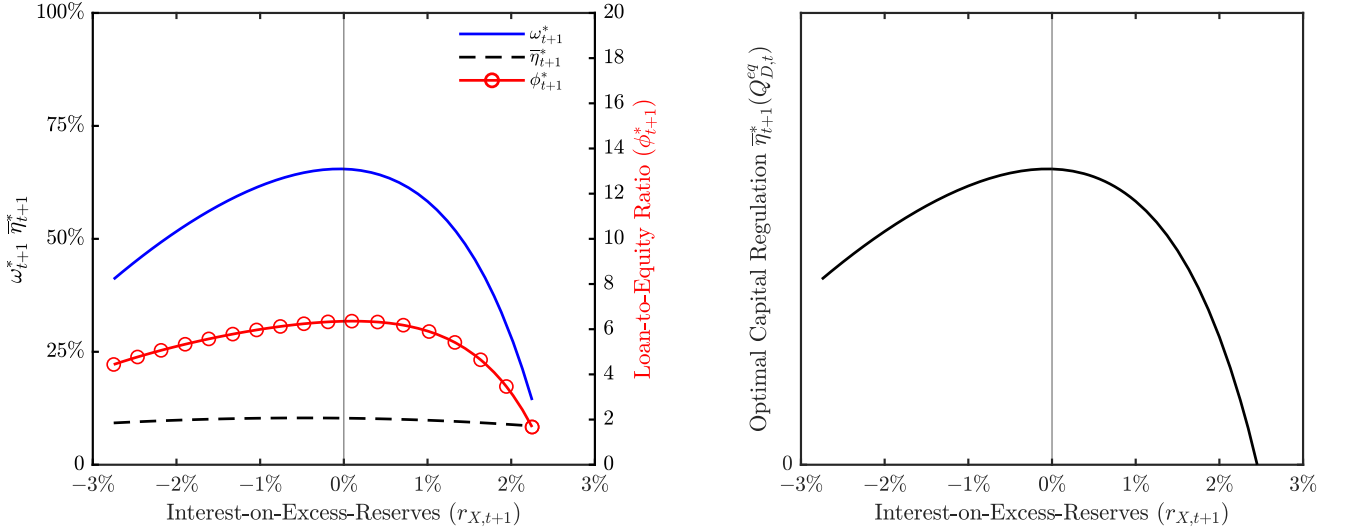 100%
75%
50%
25%
0
ω*t+1 η̅*t+1
20
18
16
14
12
10
8
6
4
2
0
Loan-to-Equity Ratio (ϕ*t+1)
ω*t+1
η̅*t+1
ϕ*t+1
−3% −2% −1% 0% 1% 2% 3%
Interest-on-Excess-Reserves (rX,t+1)
Optimal Capital Regulation η̅*t+1(QeqD,t)
0
−3% −2% −1% 0% 1% 2% 3%
Interest-on-Excess-Reserves (rX,t+1)